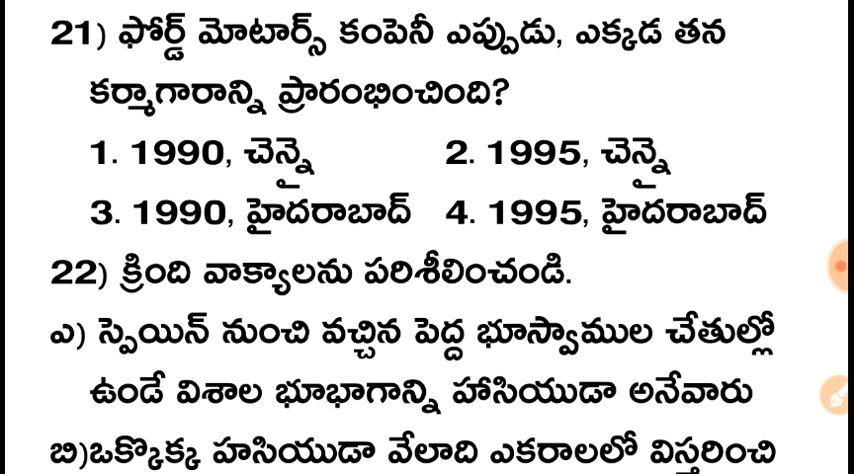 21) ఫోర్డ్ మోటార్స్ కంపెనీ ఎప్పుడు, ఎక్కడ తన
కర్మాగారాన్ని ప్రారంభించింది?
1. 1990, చెన్నై 2. 1995, చెన్నై
3. 1990, హైదరాబాద్ 4. 1995, హైదరాబాద్
22) క్రింది వాక్యాలను పరిశీలించండి.
ఎ) స్పెయిన్ నుంచి వచ్చిన పెద్ద భూస్వాముల చేతుల్లో
ఉండే విశాల భూభాగాన్ని హాసియుడా అనేవారు
బి)ఒక్కొక్క హసియుడా వేలాది ఎకరాలలో విస్తరించి